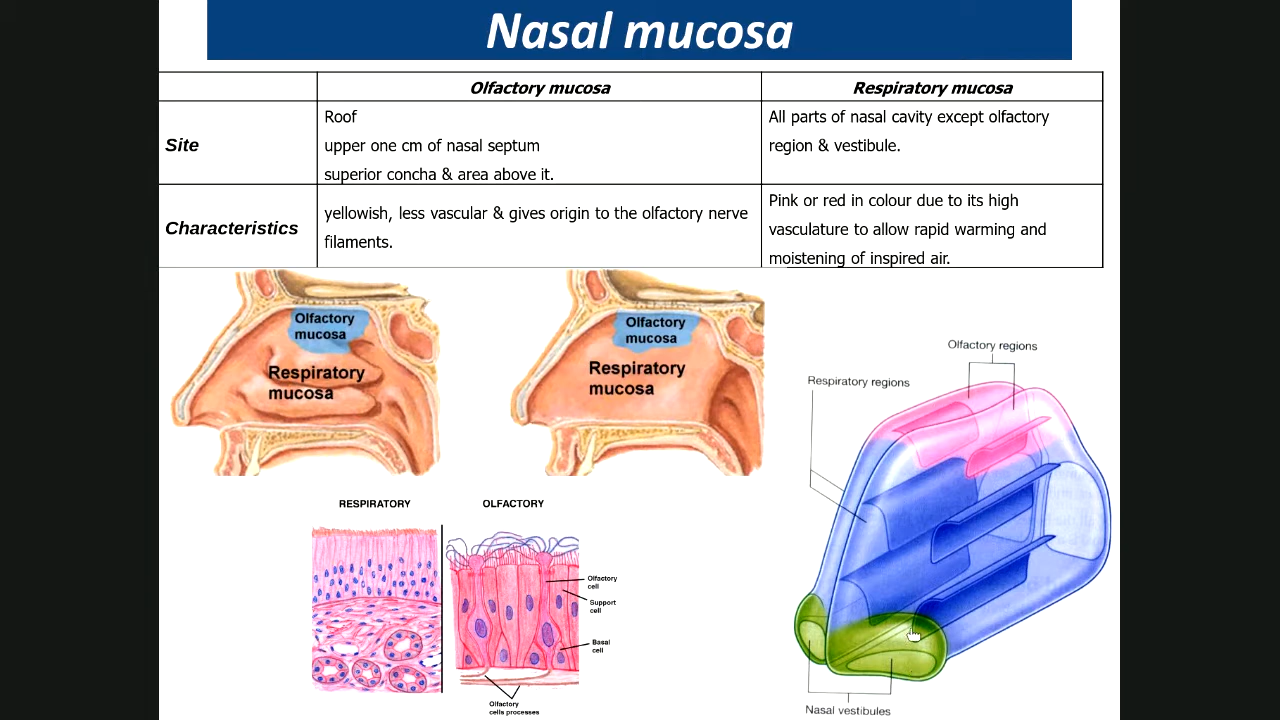 Nasal mucosa
Olfactory mucosa
Respiratory mucosa
Site
Roof
upper one cm of nasal septum
superior concha & area above it.
All parts of nasal cavity except olfactory
region & vestibule.
Characteristics
yellowish, less vascular & gives origin to the olfactory nerve
filaments.
Pink or red in colour due to its high
vasculature to allow rapid warming and
moistening of inspired air.
Olfactory
mucosa
Respiratory
mucosa
Olfactory
mucosa
Respiratory
mucosa
Olfactory regions
Respiratory regions
Nasal vestibules
RESPIRATORY
OLFACTORY
Olfactory
cell
Support
cell
Basal
cell
Olfactory
cells processes